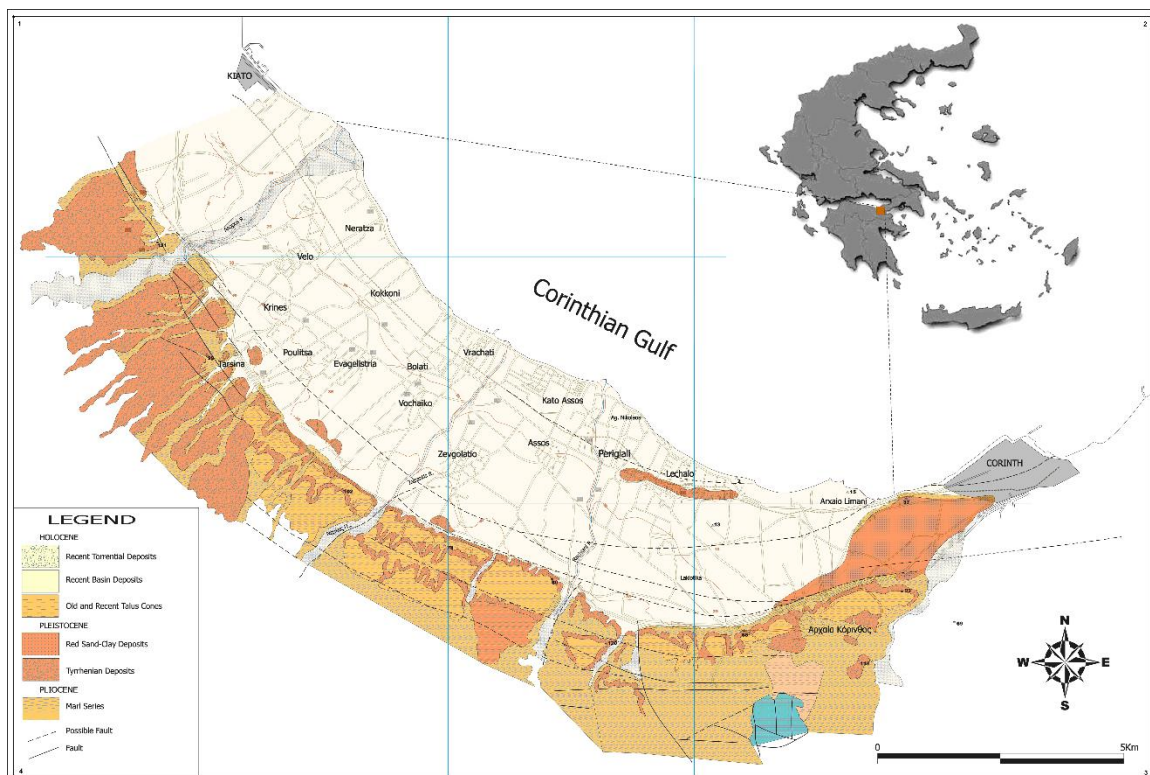 1
2
KIATO
Neratza
Velo
Kokkoni
Krines
Corinthian Gulf
Poulitsa
Evagelistria
Vrachati
Tarsina
Bolati
Kato Assos
Vochaiko
Ag. Nikolaos
Assos
Zevgolatio
Perigiali
Lechaio
CORINTH
Arxaio Limani
Αρχαία Κόρινθος
LEGEND
HOLOCENE
Recent Torrential Deposits
Recent Basin Deposits
Old and Recent Talus Cones
PLEISTOCENE
Red Sand-Clay Deposits
Tyrrhenian Deposits
PLIOCENE
Marl Series
Possible Fault
Fault
N
W E
S
0 5Km
4
3